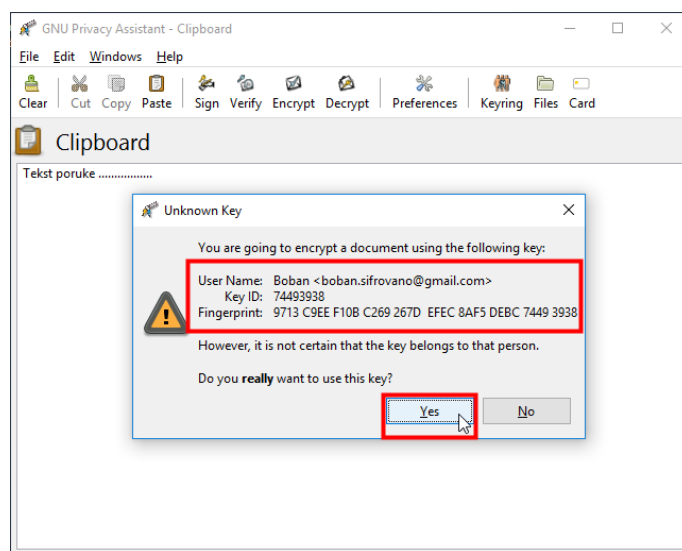 GNU Privacy Assistant - Clipboard
File Edit Windows Help
Clear Cut Copy Paste Sign Verify Encrypt Decrypt Preferences Keyring Files Card
Clipboard
Tekst poruke .................
Unknown Key
You are going to encrypt a document using the following key:
User Name: Boban <boban.sifrovano@gmail.com>
Key ID: 74493938
Fingerprint: 9713 C9EE F10B C269 267D EFEC 8AF5 DEBC 7449 3938
However, it is not certain that the key belongs to that person.
Do you really want to use this key?
Yes No